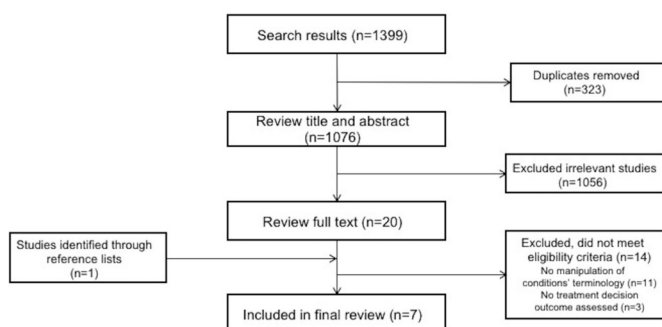 Search results (n=1399)
Duplicates removed
(n=323)
Review title and abstract
(n=1076)
Excluded irrelevant studies
(n=1056)
Review full text (n=20)
Studies identified through
reference lists
(n=1)
Excluded, did not meet
eligibility criteria (n=14)
No manipulation of
conditions' terminology (n=11)
No treatment decision
outcome assessed (n=3)
Included in final review (n=7)